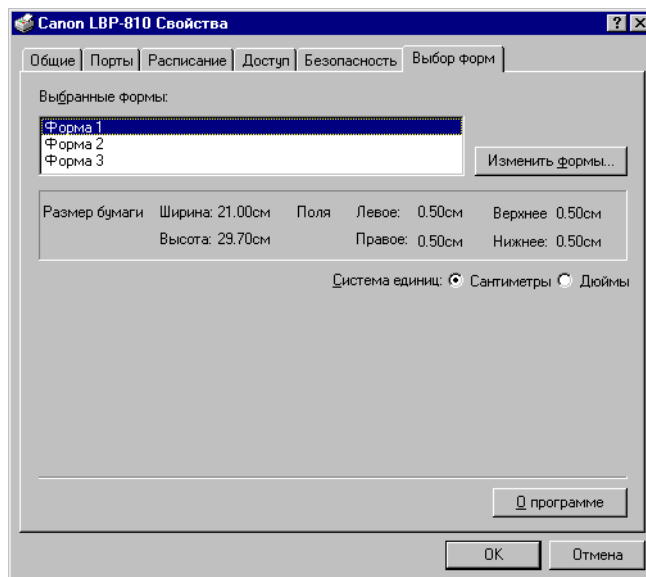 Canon LBP-810 Свойства
Общие Порты Расписание Доступ Безопасность Выбор форм
Выбранные формы:
Форма 1
Форма 2
Форма 3
Изменить формы...
Размер бумаги Ширина: 21.00см Поля Левое: 0.50см Верхнее 0.50см
Высота: 29.70см Правое: 0.50см Нижнее: 0.50см
Система единиц: Сантиметры Дюймы
О программе
OK Отмена